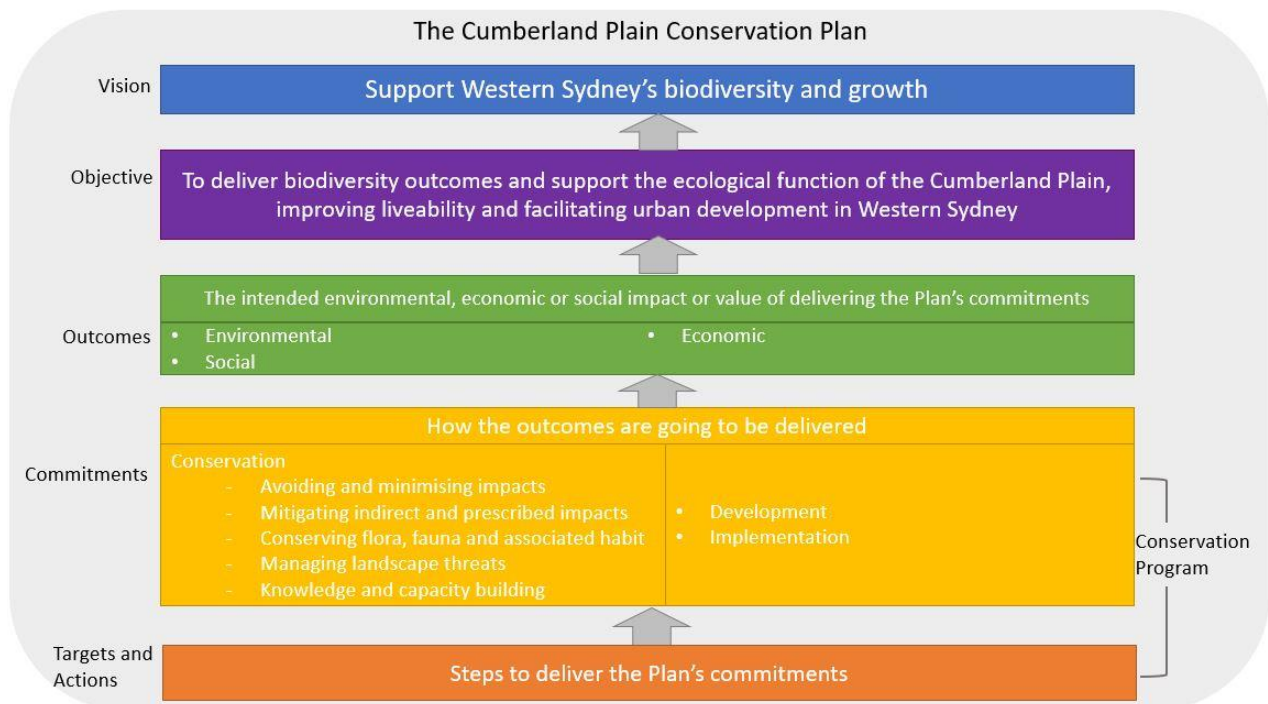 The Cumberland Plain Conservation Plan
Vision
Support Western Sydney's biodiversity and growth
Objective
To deliver biodiversity outcomes and support the ecological function of the Cumberland Plain,
improving liveability and facilitating urban development in Western Sydney
Outcomes
The intended environmental, economic or social impact or value of delivering the Plan's commitments
• Environmental
• Social
• Economic
Commitments
How the outcomes are going to be delivered
Conservation
- Avoiding and minimising impacts
- Mitigating indirect and prescribed impacts
- Conserving flora, fauna and associated habit
- Managing landscape threats
- Knowledge and capacity building
• Development
• Implementation
Conservation
Program
Targets and
Actions
Steps to deliver the Plan's commitments